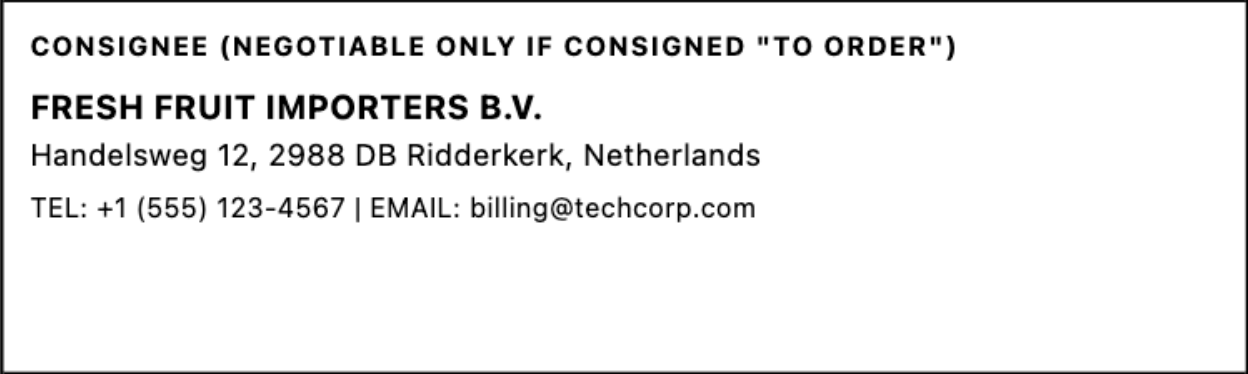 CONSIGNEE (NEGOTIABLE ONLY IF CONSIGNED "TO ORDER")
FRESH FRUIT IMPORTERS B.V.
Handelsweg 12, 2988 DB Ridderkerk, Netherlands
TEL: +1 (555) 123-4567 | EMAIL: billing@techcorp.com